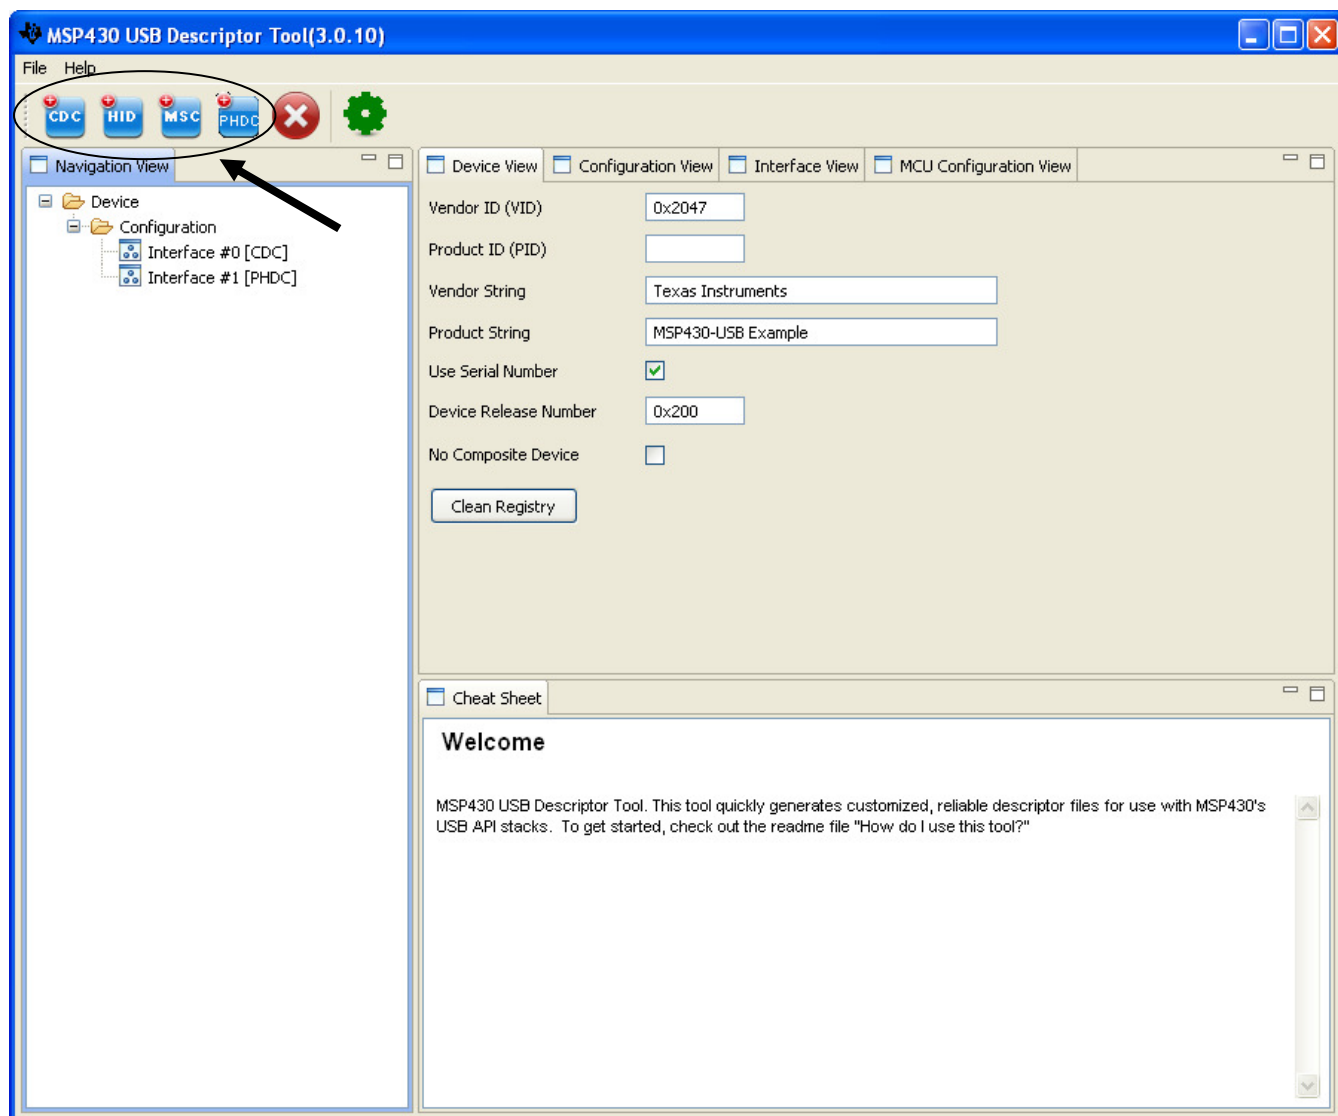 MSP430 USB Descriptor Tool(3.0.10)
File Help
CDC HID MSC PHDC
Navigation View
Device
Configuration
Interface #0 [CDC]
Interface #1 [PHDC]
Device View Configuration View Interface View MCU Configuration View
Vendor ID (VID) 0x2047
Product ID (PID)
Vendor String Texas Instruments
Product String MSP430-USB Example
Use Serial Number
Device Release Number 0x200
No Composite Device
Clean Registry
Cheat Sheet
Welcome
MSP430 USB Descriptor Tool. This tool quickly generates customized, reliable descriptor files for use with MSP430's
USB API stacks. To get started, check out the readme file "How do I use this tool?"